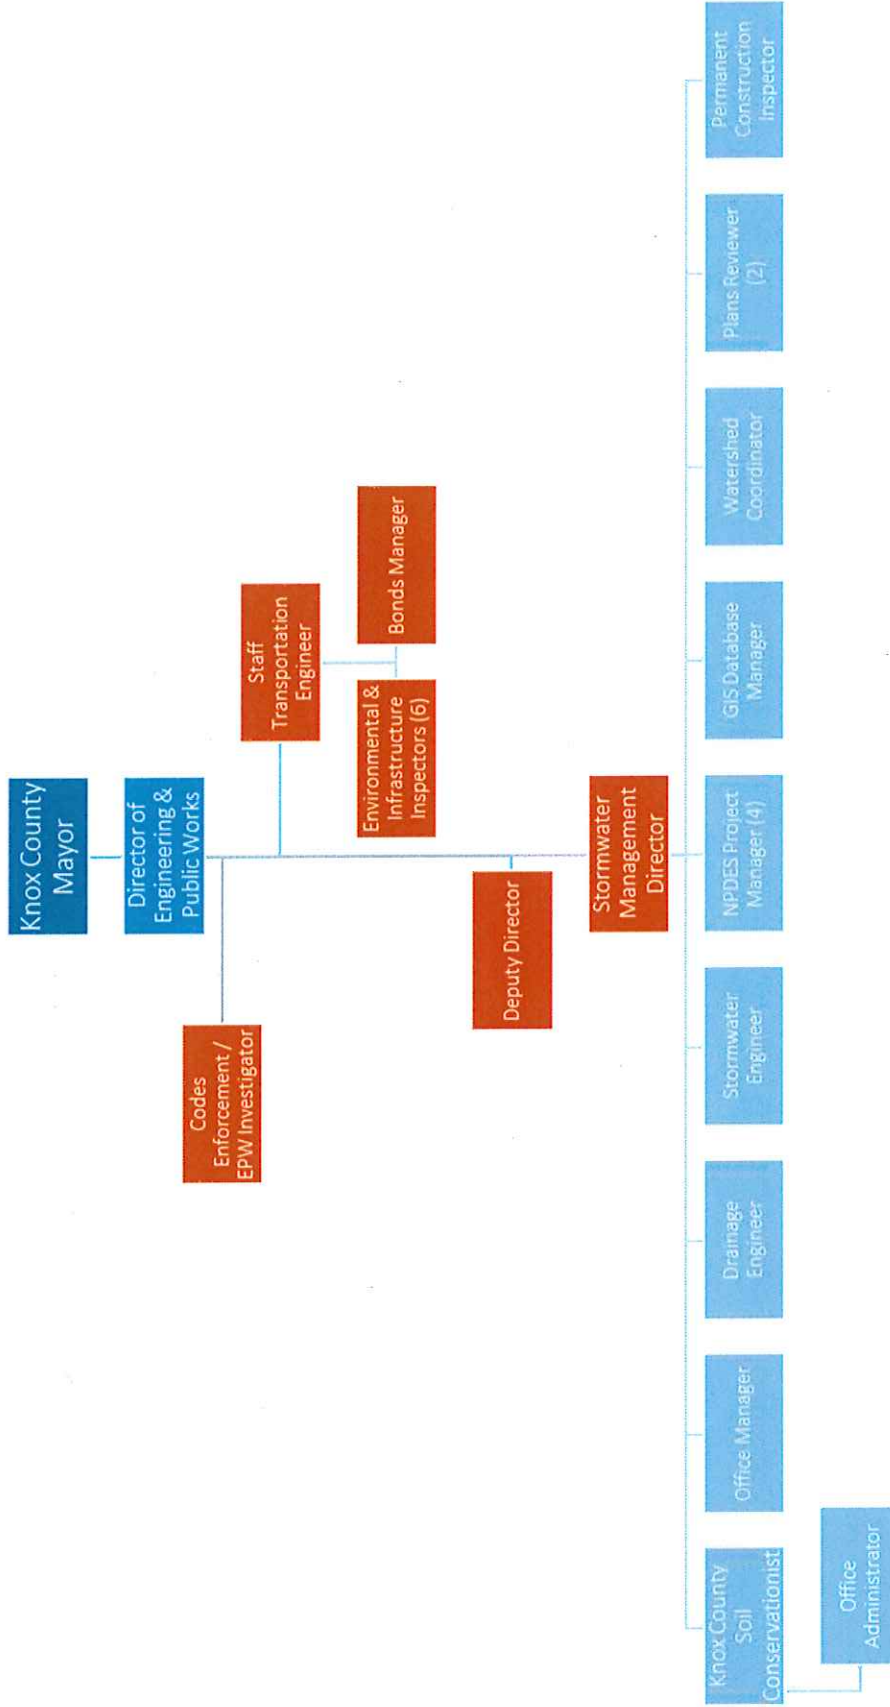 Knox County
Mayor
Director of
Engineering &
Public Works
Codes
Enforcement /
EPW Investigator
Staff
Transportation
Engineer
Environmental &
Infrastructure
Inspectors (6)
Bonds Manager
Deputy Director
Stormwater
Management
Director
Knox County
Soil
Conservationist
Office Manager
Drainage
Engineer
Stormwater
Engineer
NPDES Project
Manager (4)
GIS Database
Manager
Watershed
Coordinator
Plans Reviewer
(2)
Permanent
Construction
Inspector
Office
Administrator